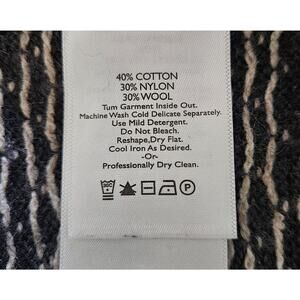 40% COTTON
30% NYLON
30% WOOL
Turn Garment Inside Out.
Machine Wash Cold Delicate Separately.
Use Mild Detergent.
Do Not Bleach.
Reshape,Dry Flat.
Cool Iron As Desired.
-Or-
Professionally Dry Clean.